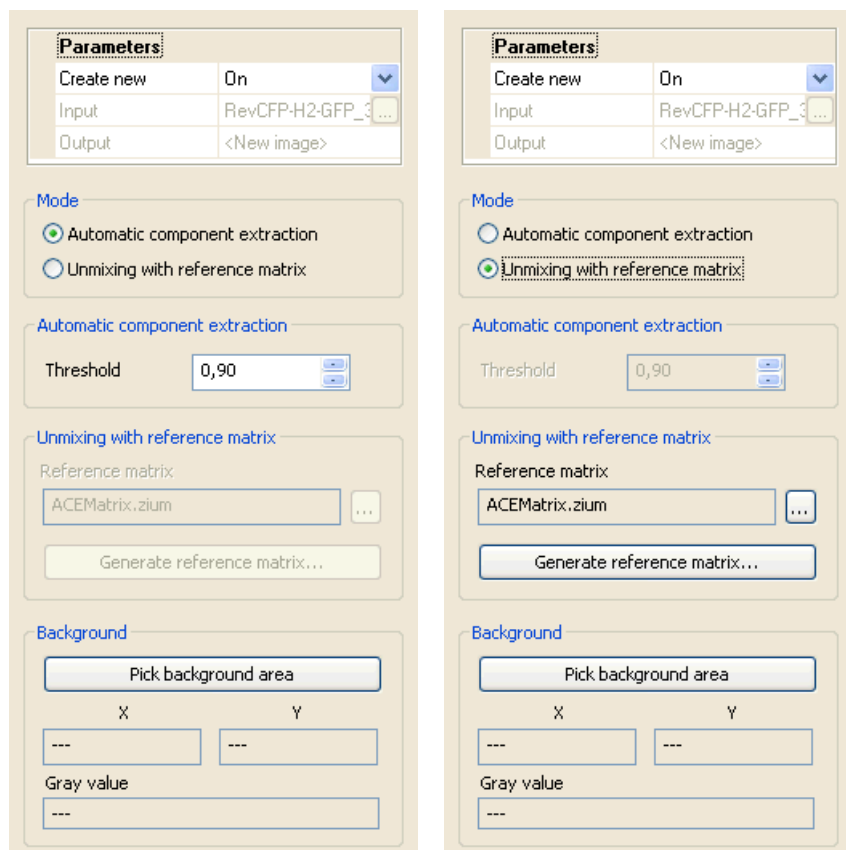 Parameters
Create new On
Input RevCFP-H2-GFP_3 ...
Output <New image>
Mode
Automatic component extraction
Unmixing with reference matrix
Automatic component extraction
Threshold 0,90
Unmixing with reference matrix
Reference matrix
ACEMatrix.zium ...
Generate reference matrix...
Background
Pick background area
X Y
--- ---
Gray value
---
Parameters
Create new On
Input RevCFP-H2-GFP_3 ...
Output <New image>
Mode
Automatic component extraction
Unmixing with reference matrix
Automatic component extraction
Threshold 0,90
Unmixing with reference matrix
Reference matrix
ACEMatrix.zium ...
Generate reference matrix...
Background
Pick background area
X Y
--- ---
Gray value
---